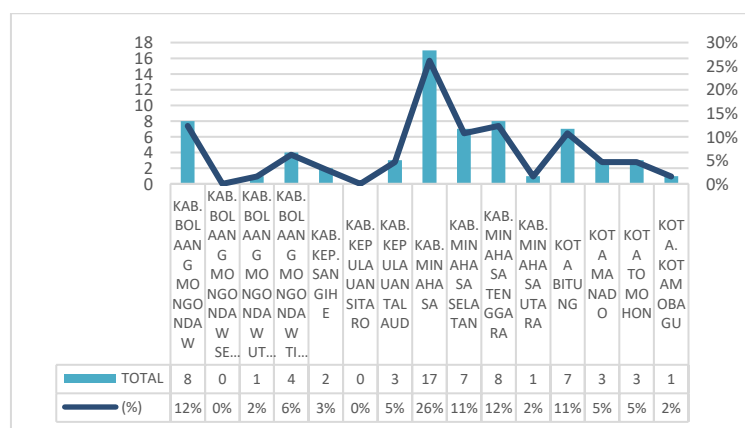 18 30%
16 25%
14
12 20%
10
8 15%
6 10%
4
2 5%
0 0%
KAB. BOLAANG MONGONDAW
KAB. BOLAANG MONGONDAW SE...
KAB. BOLAANG MONGONDAW UT...
KAB. BOLAANG MONGONDAW TI...
KAB. KEP. SANGIHE
KAB. KEPULAUAN SITARO
KAB. KEPULAUAN TALAUD
KAB. MINAHASA
KAB. MINAHASA SELATAN
KAB. MINAHASA TENGGARA
KAB. MINAHASA UTARA
KOTA BITUNG
KOTA MANADO
KOTA TOMOHON
KOTA. KOTAMOBAGU
TOTAL 8 0 1 4 2 0 3 17 7 8 1 7 3 3 1
(%) 12% 0% 2% 6% 3% 0% 5% 26% 11% 12% 2% 11% 5% 5% 2%